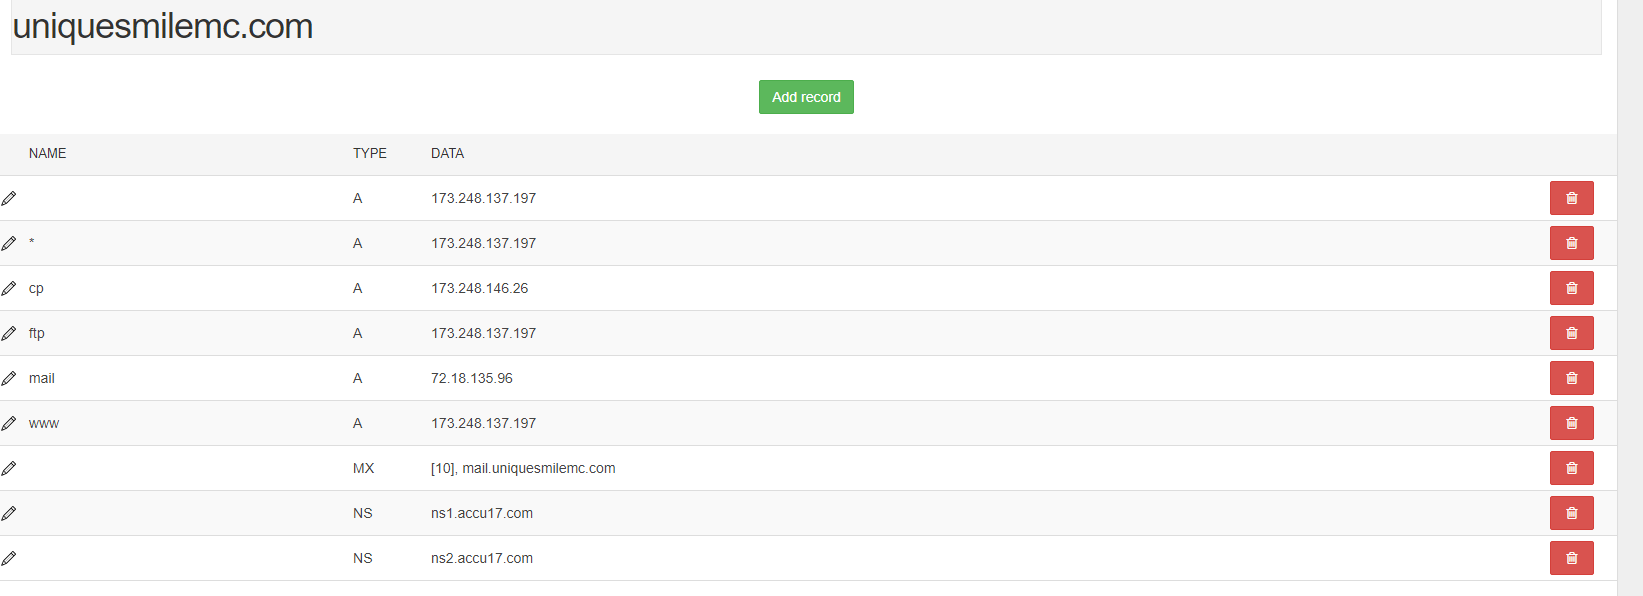 uniquesmilemc.com
Add record
NAME TYPE DATA
A 173.248.137.197
* A 173.248.137.197
cp A 173.248.146.26
ftp A 173.248.137.197
mail A 72.18.135.96
www A 173.248.137.197
MX [10], mail.uniquesmilemc.com
NS ns1.accu17.com
NS ns2.accu17.com